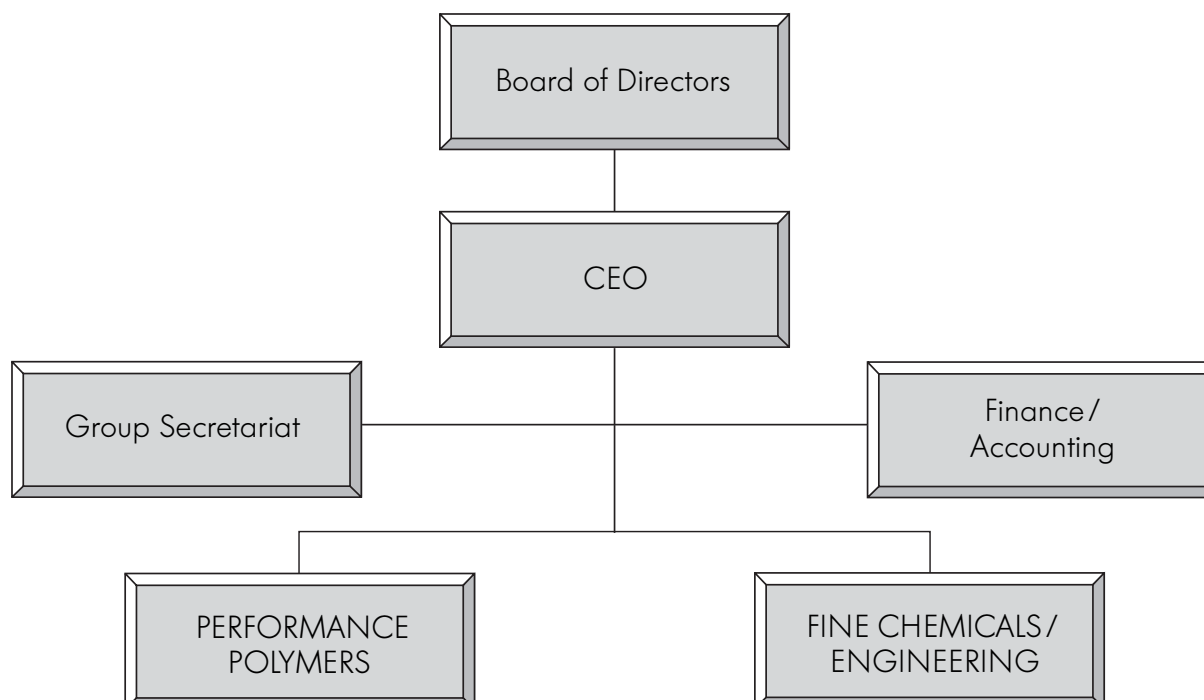 Board of Directors
CEO
Group Secretariat
Finance/
Accounting
PERFORMANCE
POLYMERS
FINE CHEMICALS/
ENGINEERING